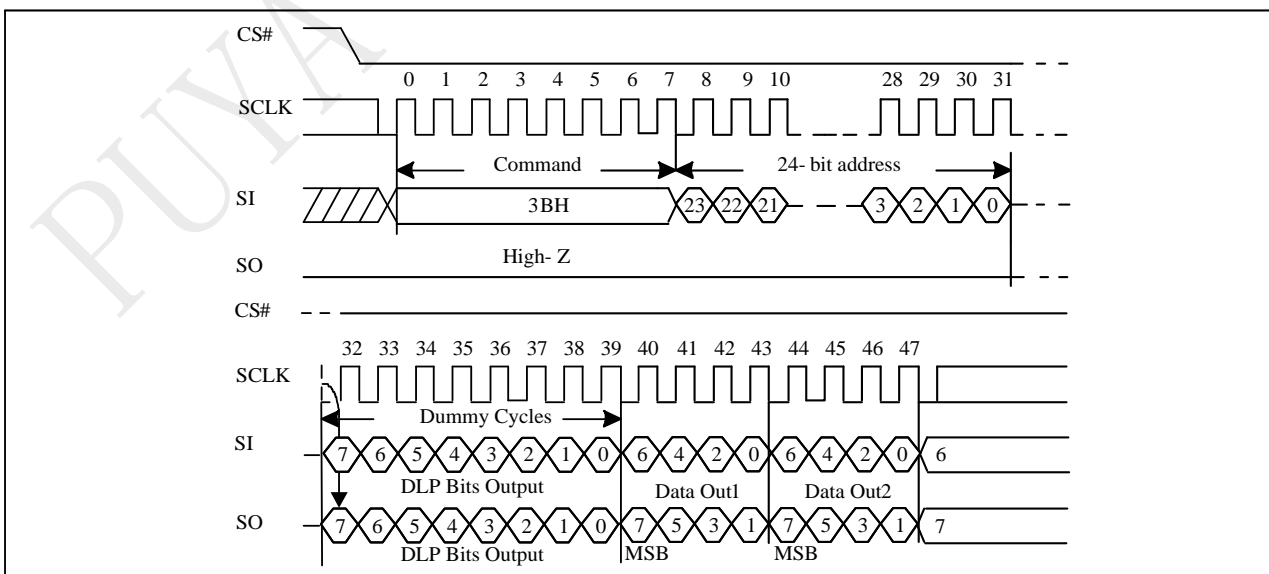 PUYA
CS#
0 1 2 3 4 5 6 7 8 9 10 28 29 30 31
SCLK
Command 24- bit address
SI 3BH 23 22 21 3 2 1 0
SO High- Z
CS#
32 33 34 35 36 37 38 39 40 41 42 43 44 45 46 47
SCLK
Dummy Cycles
SI 7 6 5 4 3 2 1 0 6 4 2 0 6 4 2 0 6
DLP Bits Output Data Out1 Data Out2
SO 7 6 5 4 3 2 1 0 7 5 3 1 7 5 3 1 7
DLP Bits Output MSB MSB